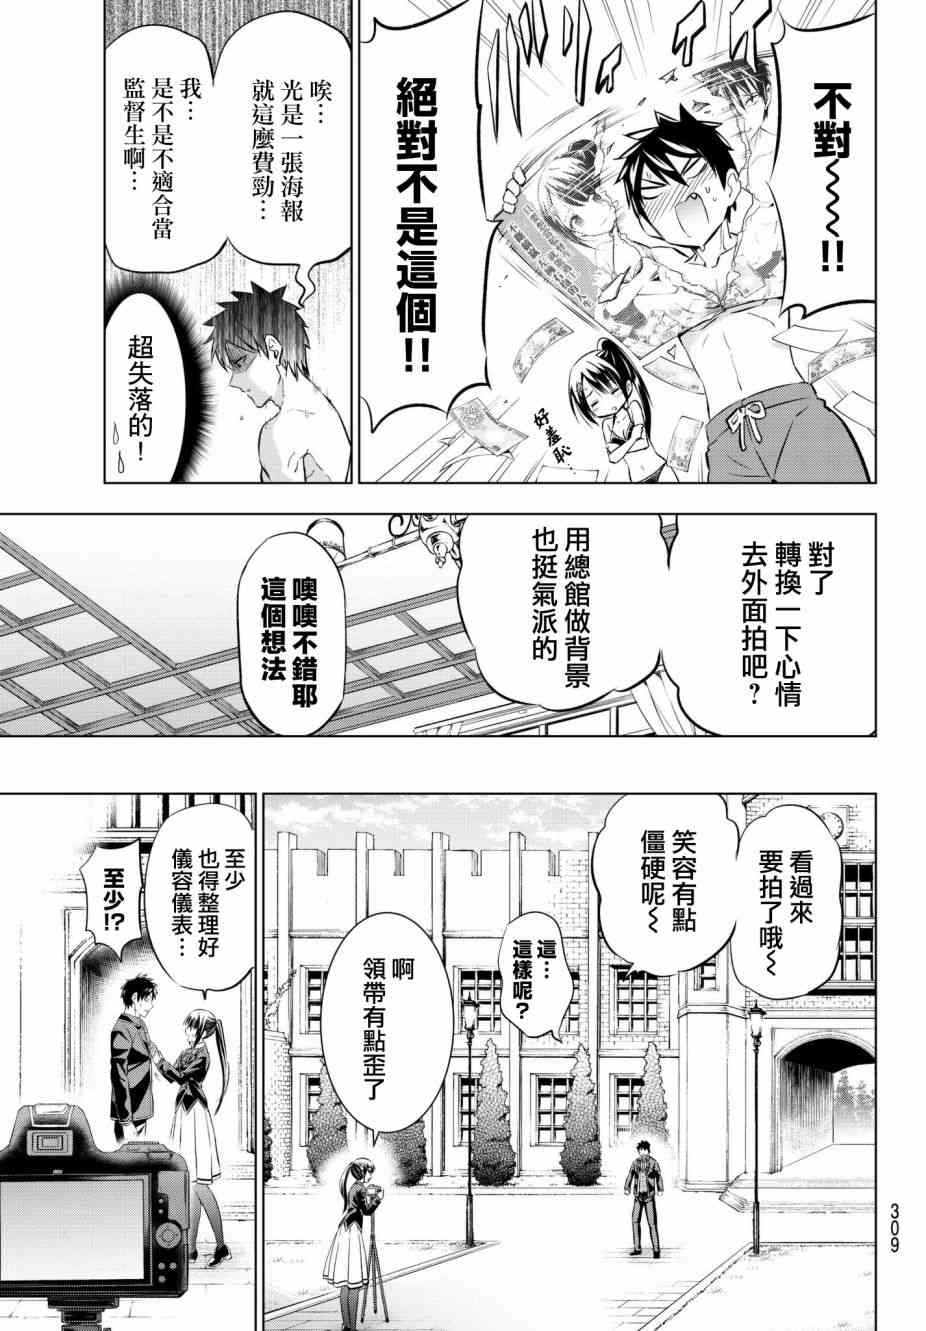 不對～～!!
絕對不是這個!!
好羞恥…
唉…
光是一張海報
就這麼費勁…
我…
是不是不適合當
監督生啊…
超失落的！
對了
轉換一下心情
去外面拍吧？
用總館做背景
也挺氣派的
噢噢不錯耶
這個想法
看過來
要拍了哦～
笑容有點
僵硬呢～
這…
這樣呢？
啊
領帶有點歪了
至少
也得整理好
儀容儀表…
至少!?
309